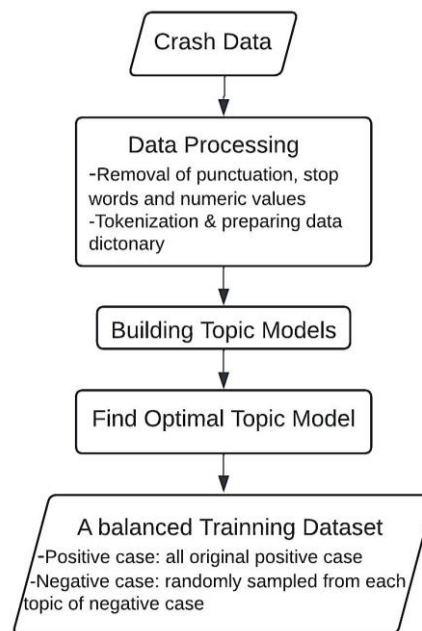 Crash Data
Data Processing
-Removal of punctuation, stop
words and numeric values
-Tokenization & preparing data
dictonary
Building Topic Models
Find Optimal Topic Model
A balanced Trainning Dataset
-Positive case: all original positive case
-Negative case: randomly sampled from each
topic of negative case